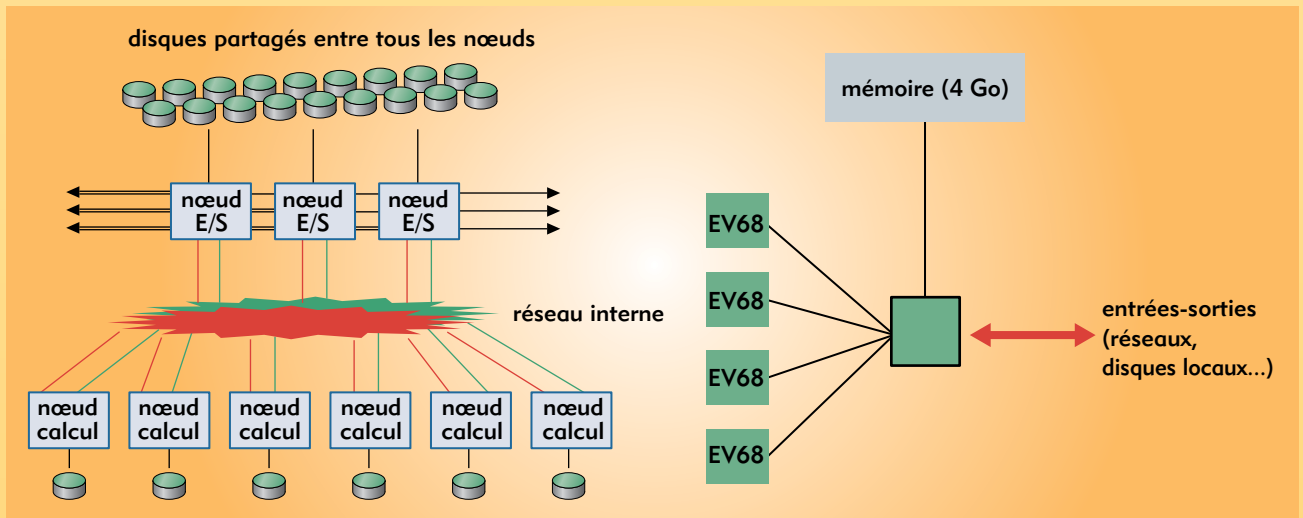 disques partagés entre tous les nœuds
nœud
E/S
nœud
E/S
nœud
E/S
réseau interne
nœud
calcul
nœud
calcul
nœud
calcul
nœud
calcul
nœud
calcul
nœud
calcul
mémoire (4 Go)
EV68
EV68
EV68
EV68
entrées-sorties
(réseaux,
disques locaux...)